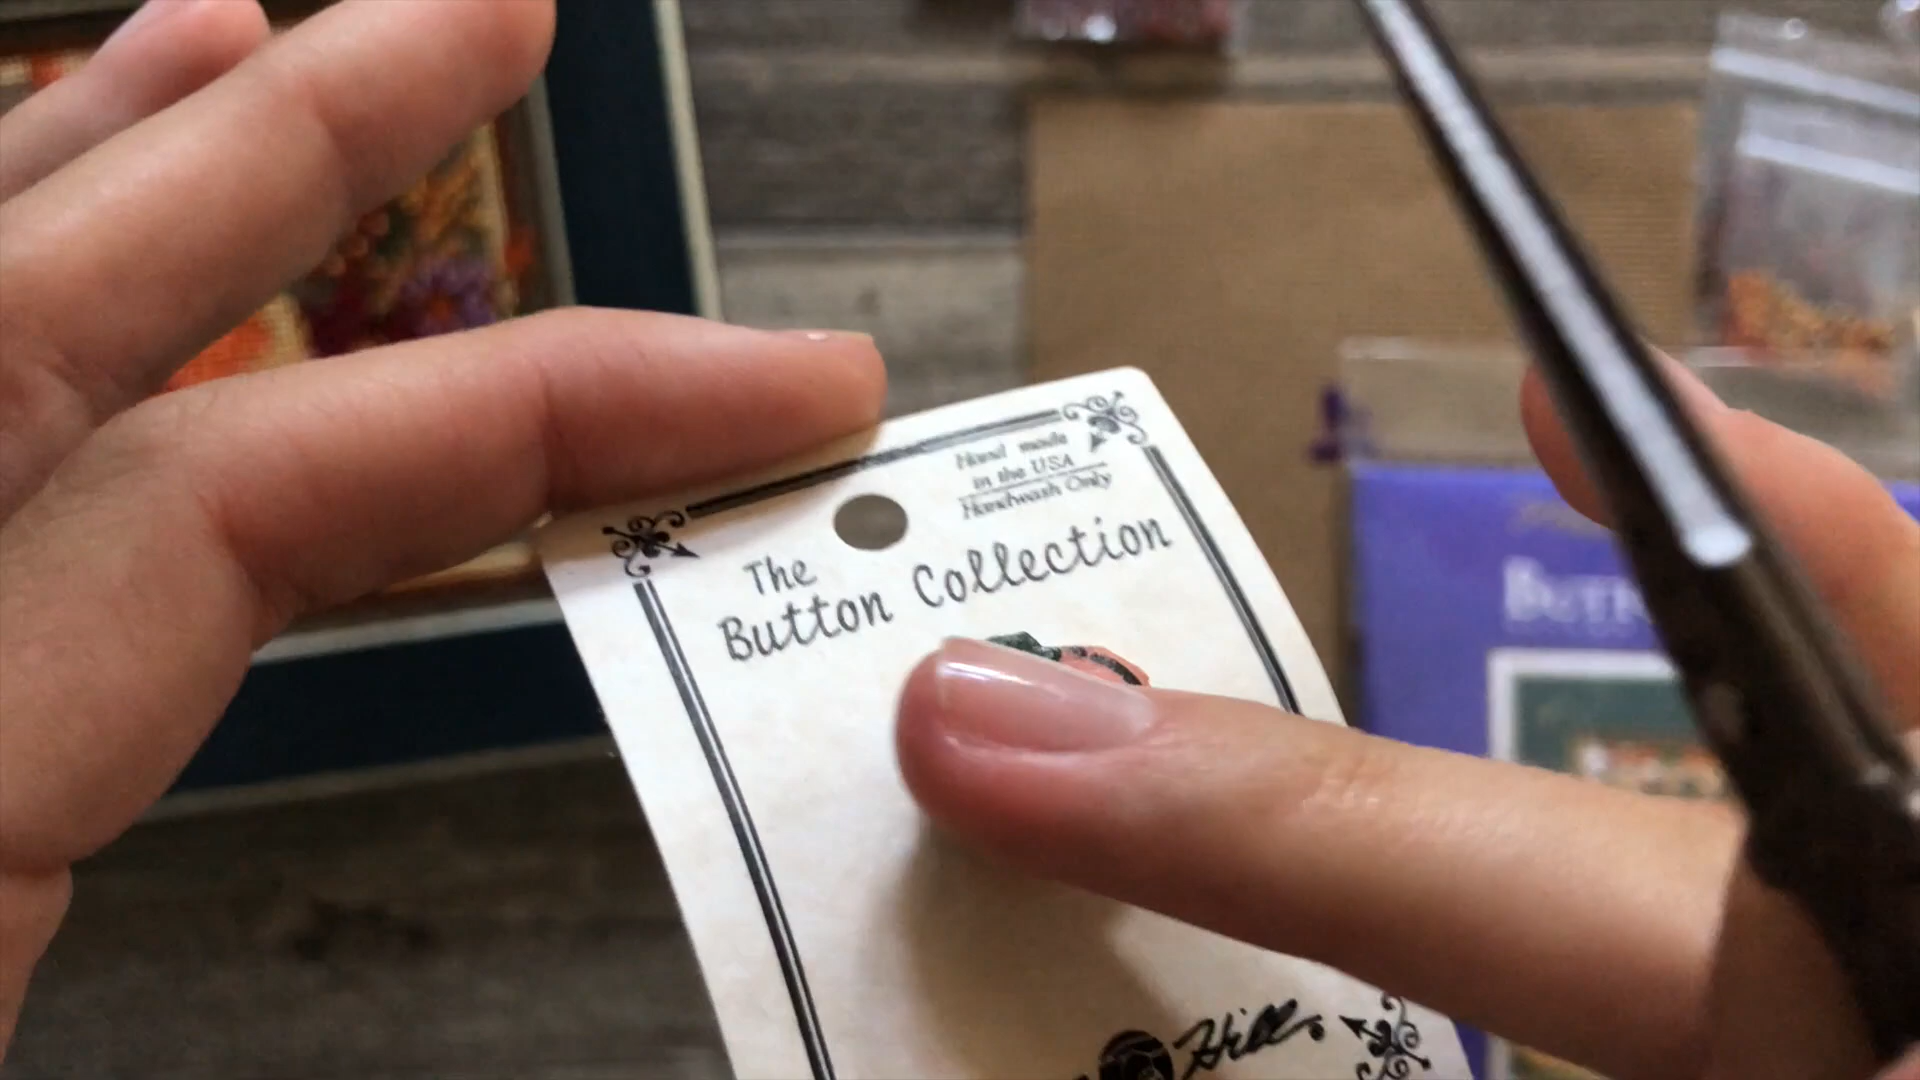 Hand made
in the USA
Handwash Only
The
Button Collection
Hill